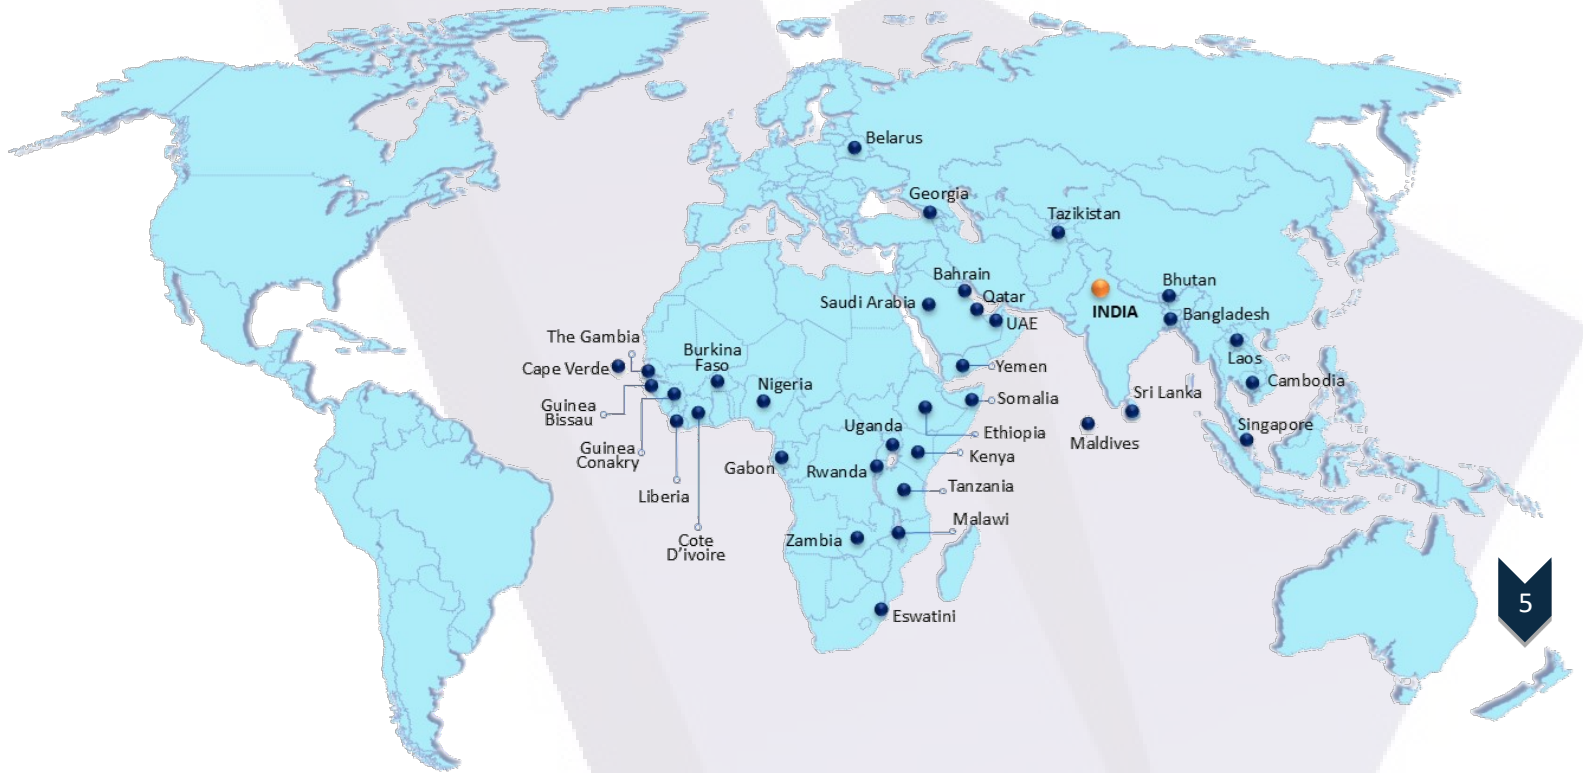 Belarus
Georgia
Tazikistan
Bahrain
Qatar
Saudi Arabia
UAE
INDIA
Bhutan
Bangladesh
Laos
Cambodia
Yemen
Somalia
Sri Lanka
Maldives
Singapore
The Gambia
Cape Verde
Burkina
Faso
Nigeria
Guinea
Bissau
Guinea
Conakry
Liberia
Cote
D'ivoire
Gabon
Uganda
Rwanda
Ethiopia
Kenya
Tanzania
Malawi
Zambia
Eswatini
5